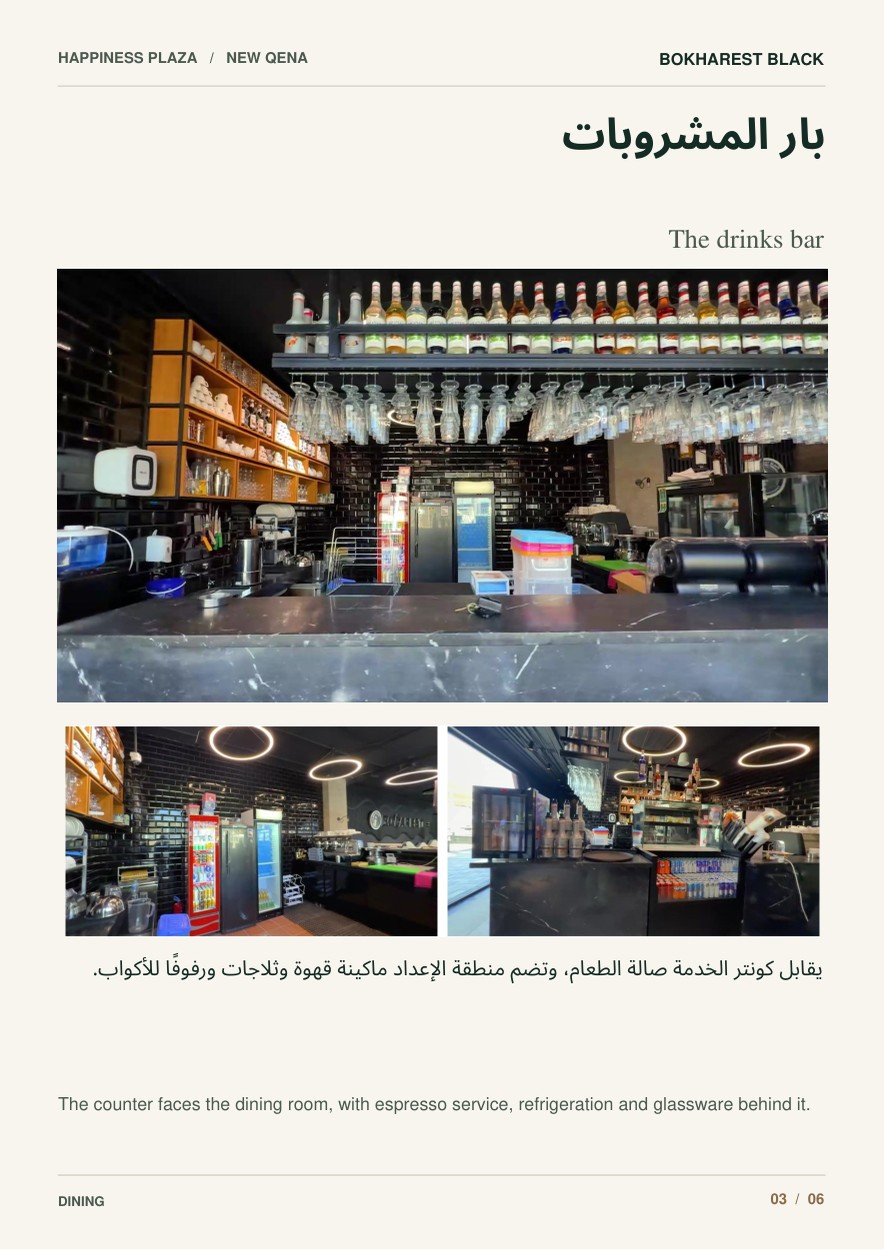 HAPPINESS PLAZA / NEW QENA
BOKHAREST BLACK
بار المشروبات
The drinks bar
يقابل كونتر الخدمة صالة الطعام، وتضم منطقة الإعداد ماكينة قهوة وثلاجات ورفوفًا للأكواب.
The counter faces the dining room, with espresso service, refrigeration and glassware behind it.
DINING
03 / 06